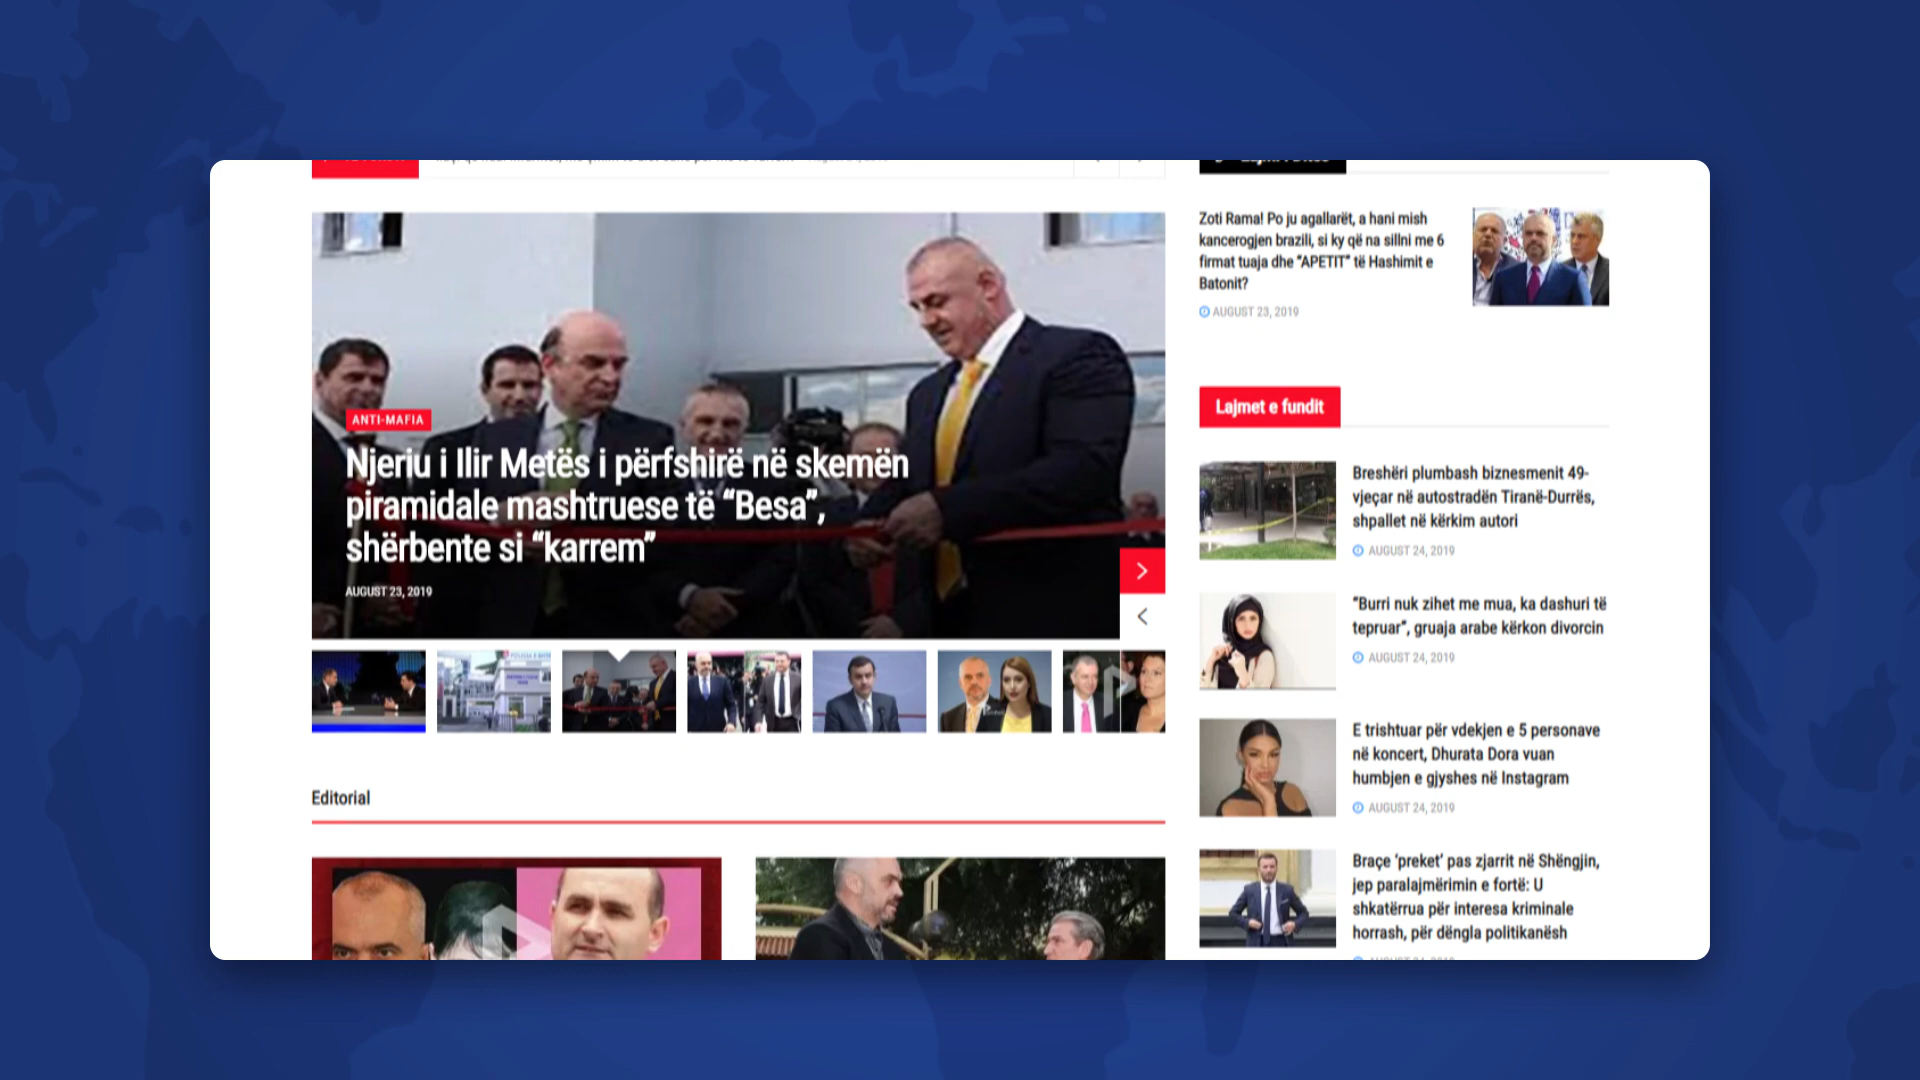 ANTI-MAFIA
Njeriu i Ilir Metës i përfshirë në skemën
piramidale mashtruese të “Besa”,
shërbente si “karrem”
AUGUST 23, 2019
Editorial
Zoti Rama! Po ju agallarët, a hani mish
kancerogjen brazili, si ky që na sillni me 6
firmat tuaja dhe “APETIT” të Hashimit e
Batonit?
AUGUST 23, 2019
Lajmet e fundit
Breshëri plumbash biznesmenit 49-
vjeçar në autostradën Tiranë-Durrës,
shpallet në kërkim autori
AUGUST 24, 2019
“Burri nuk zihet me mua, ka dashuri të
tepruar”, gruaja arabe kërkon divorcin
AUGUST 24, 2019
E trishtuar për vdekjen e 5 personave
në koncert, Dhurata Dora vuan
humbjen e gjyshes në Instagram
AUGUST 24, 2019
Braçe ‘preket’ pas zjarrit në Shëngjin,
jep paralajmërimin e fortë: U
shkatërrua për interesa kriminale
horrash, për dëngla politikanësh